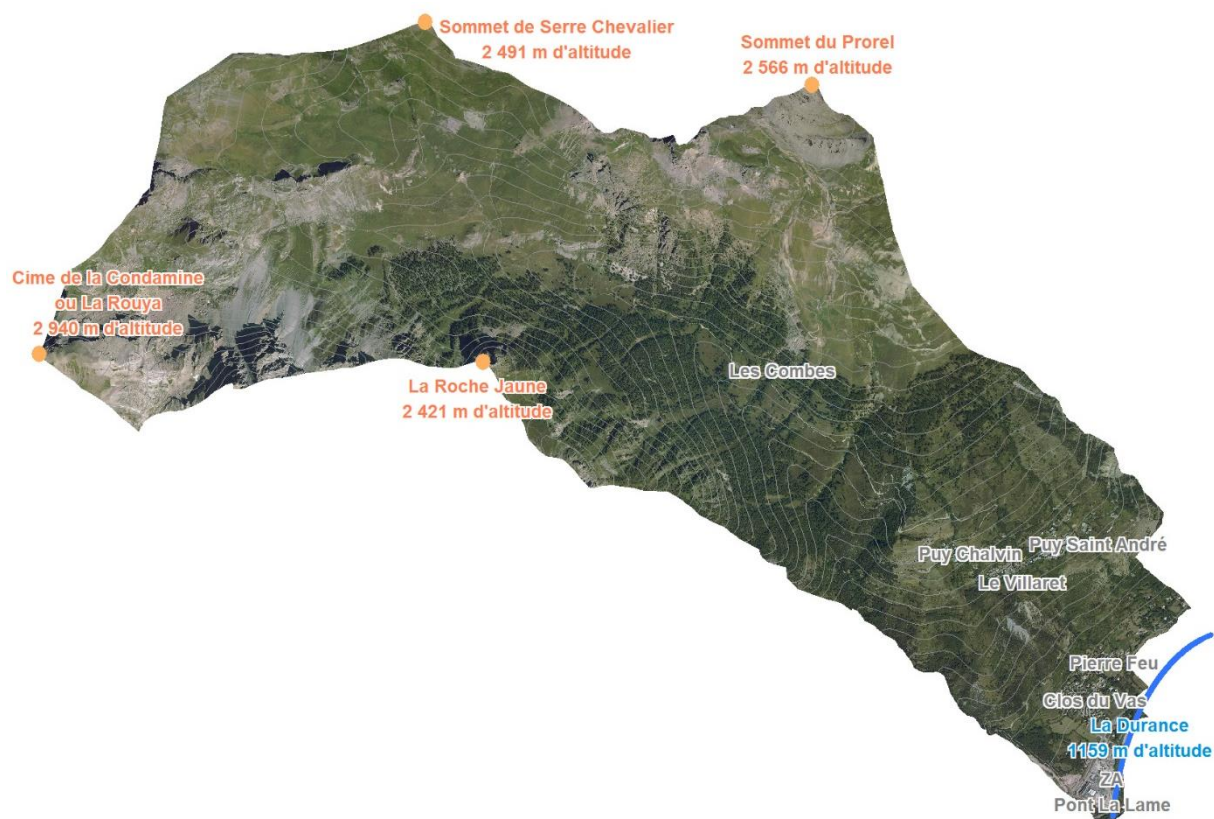 Sommet de Serre Chevalier
2 491 m d'altitude
Sommet du Prorel
2 566 m d'altitude
Cime de la Condamine
ou La Rouya
2 940 m d'altitude
La Roche Jaune
2 421 m d'altitude
Les Combes
Puy Chalvin
Puy Saint André
Le Villaret
Pierre Feu
Clos du Vas
La Durance
1159 m d'altitude
ZA
Pont La Lame